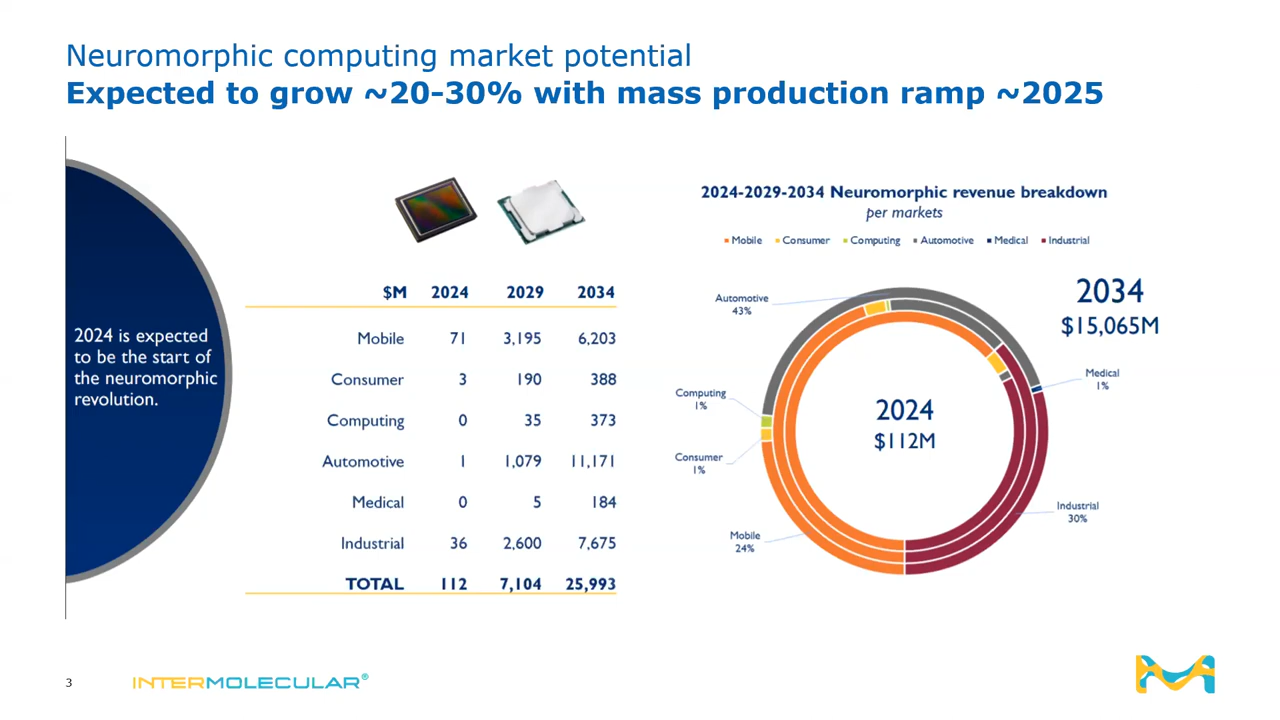 Neuromorphic computing market potential
Expected to grow ~20-30% with mass production ramp ~2025
2024 is expected
to be the start of
the neuromorphic
revolution.
$M 2024 2029 2034
Mobile 71 3,195 6,203
Consumer 3 190 388
Computing 0 35 373
Automotive 1 1,079 11,171
Medical 0 5 184
Industrial 36 2,600 7,675
TOTAL 112 7,104 25,993
2024-2029-2034 Neuromorphic revenue breakdown
per markets
Mobile Consumer Computing Automotive Medical Industrial
2034
$15,065M
Automotive
43%
Medical
1%
Computing
1%
2024
$112M
Consumer
1%
Industrial
30%
Mobile
24%
3
INTERMOLECULAR®